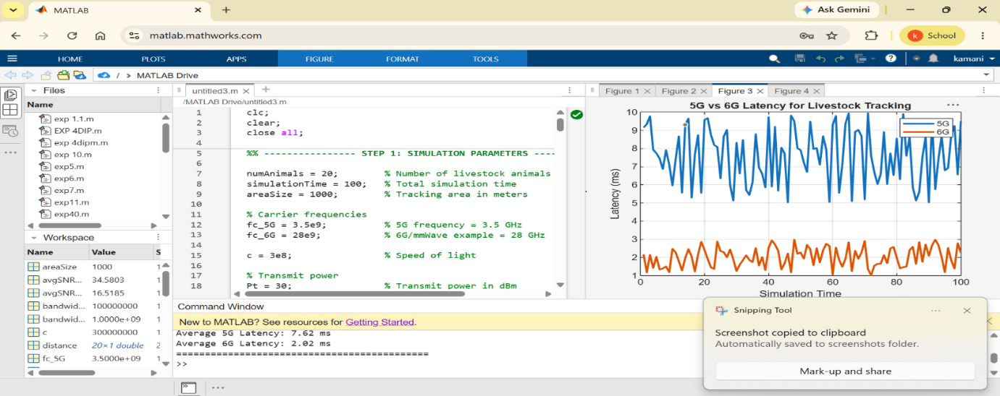 MATLAB
Ask Gemini
matlab.mathworks.com
k School
HOME PLOTS APPS FIGURE FORMAT TOOLS
kamani
/ > MATLAB Drive
Files
Name
exp 1.1.m
EXP 4DIP.m
exp 4dipm.m
exp 10.m
exp5.m
exp6.m
exp7.m
exp11.m
exp40.m
Workspace
Name Value S
areaSize 1000 1
avgSNR... 34.5803 1
avgSNR... 16.5185 1
bandwid... 100000000 1
bandwid... 1.0000e+09 1
c 300000000 1
distance 20×1 double 2
fc_5G 3.5000e+09 1
untitled3.m
/MATLAB Drive/untitled3.m
1 clc;
2 clear;
3 close all;
4
5 %% ---------------- STEP 1: SIMULATION PARAMETERS ----
6
7 numAnimals = 20; % Number of livestock animals
8 simulationTime = 100; % Total simulation time
9 areaSize = 1000; % Tracking area in meters
10
11 % Carrier frequencies
12 fc_5G = 3.5e9; % 5G frequency = 3.5 GHz
13 fc_6G = 28e9; % 6G/mmWave example = 28 GHz
14
15 c = 3e8; % Speed of light
16
17 % Transmit power
18 Pt = 30; % Transmit power in dBm
Figure 1 Figure 2 Figure 3 Figure 4
5G vs 6G Latency for Livestock Tracking
5G
6G
Latency (ms)
10
9
8
7
6
5
4
3
2
1
0 20 40 60 80 100
Simulation Time
Command Window
New to MATLAB? See resources for Getting Started.
Average 5G Latency: 7.62 ms
Average 6G Latency: 2.02 ms
============================================
>>
Snipping Tool
Screenshot copied to clipboard
Automatically saved to screenshots folder.
Mark-up and share